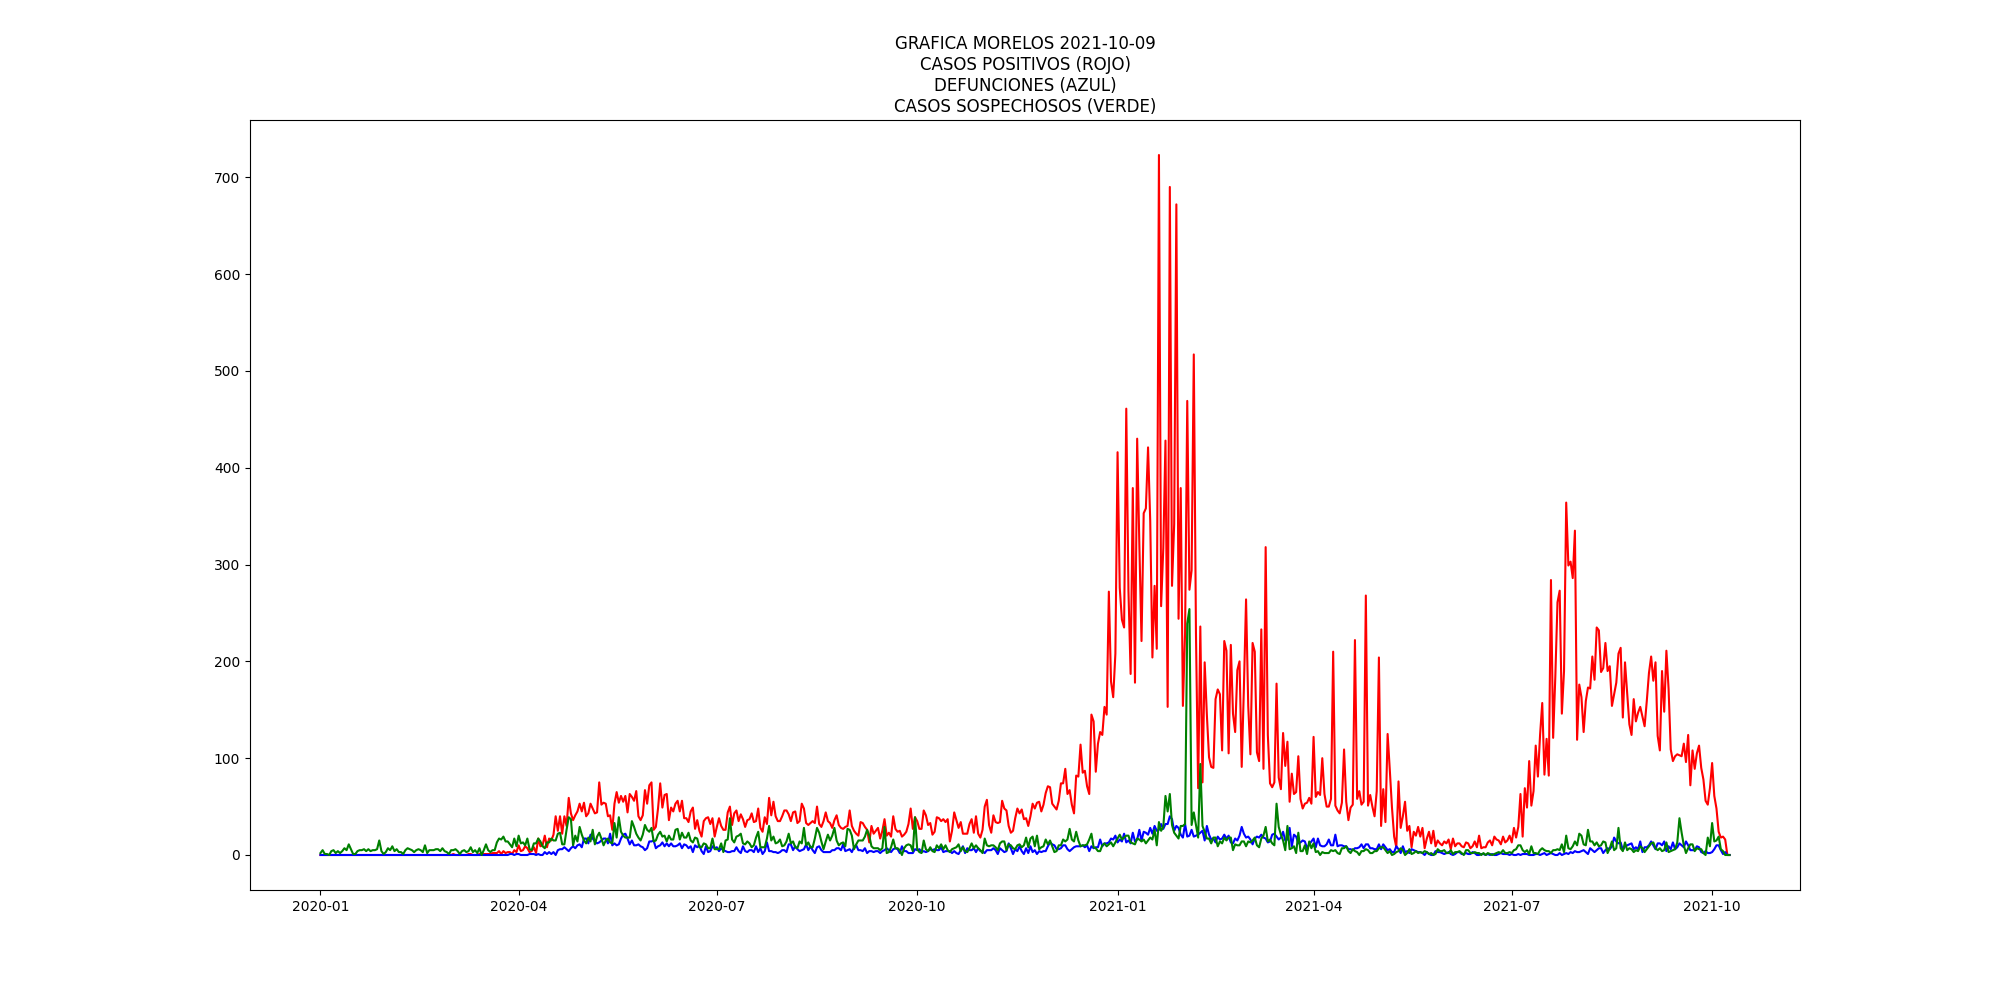 GRAFICA MORELOS 2021-10-09
CASOS POSITIVOS (ROJO)
DEFUNCIONES (AZUL)
CASOS SOSPECHOSOS (VERDE)
700
600
500
400
300
200
100
0
2020-01 2020-04 2020-07 2020-10 2021-01 2021-04 2021-07 2021-10